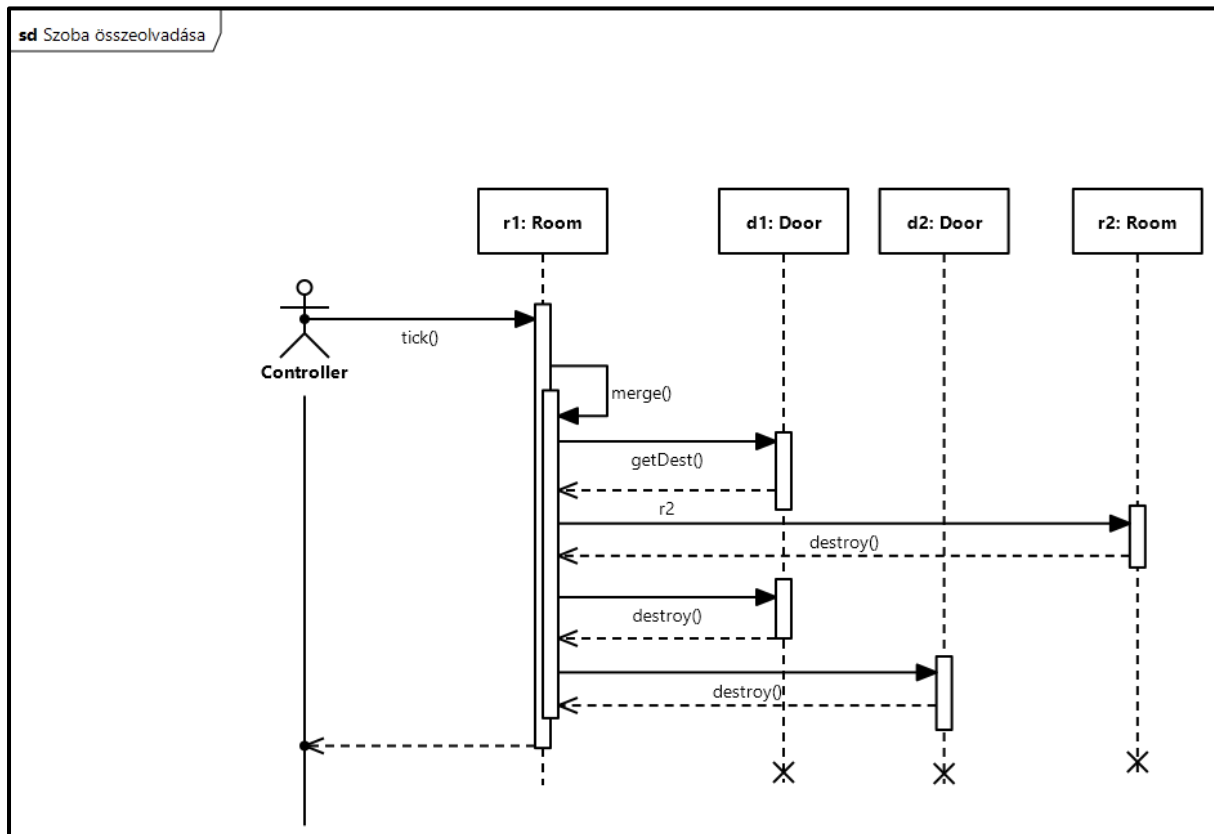 sd Szoba összeolvadása
r1: Room
d1: Door
d2: Door
r2: Room
tick()
Controller
merge()
getDest()
r2
destroy()
destroy()
destroy()